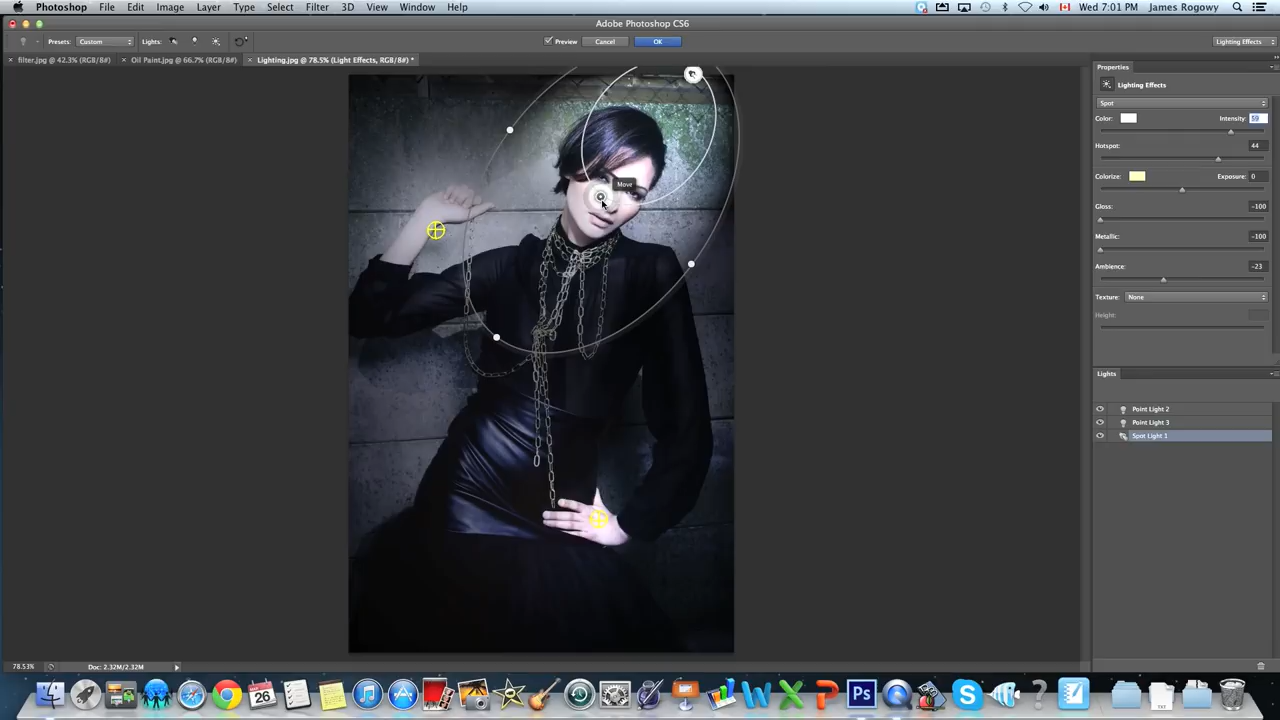 Photoshop File Edit Image Layer Type Select Filter 3D View Window Help Wed 7:01 PM James Rogowy
Adobe Photoshop CS6
Presets: Custom Lights: Preview Cancel OK Lighting Effects
× filter.jpg @ 42.3% (RGB/8#) × Oil Paint.jpg @ 66.7% (RGB/8#) × Lighting.jpg @ 78.5% (Light Effects, RGB/8#) *
Properties
Lighting Effects
Spot
Color: Intensity: 59
Hotspot: 44
Colorize: Exposure: 0
Gloss: -100
Metallic: -100
Ambience: -23
Texture: None
Height:
Move
Lights
Point Light 2
Point Light 3
Spot Light 1
78.53% Doc: 2.32M/2.32M
MAR
26
Ps
TXT